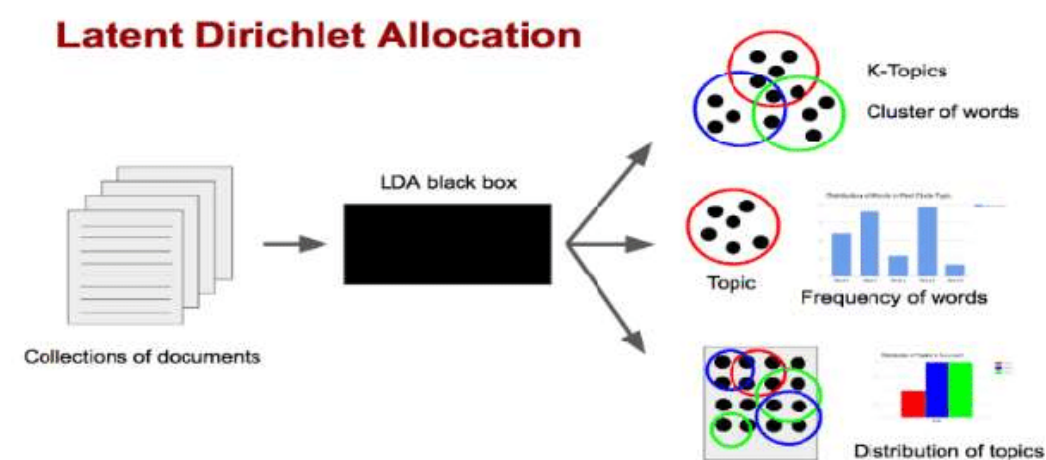 Latent Dirichlet Allocation
K-Topics
Cluster of words
LDA black box
Topic
Frequency of words
Collections of documents
Distribution of topics